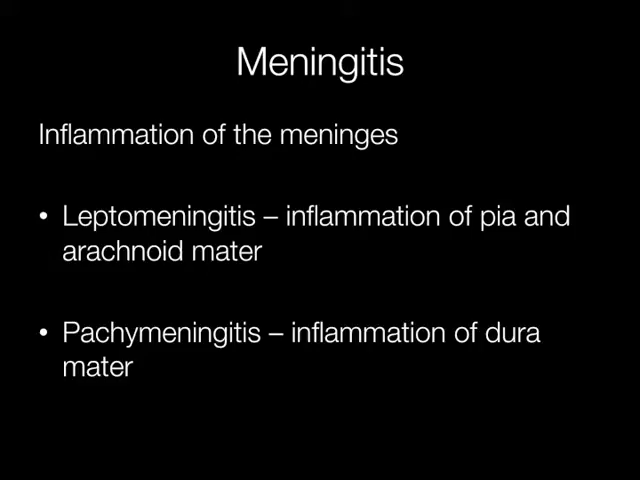 Meningitis
Inflammation of the meninges
• Leptomeningitis – inflammation of pia and
arachnoid mater
• Pachymeningitis – inflammation of dura
mater